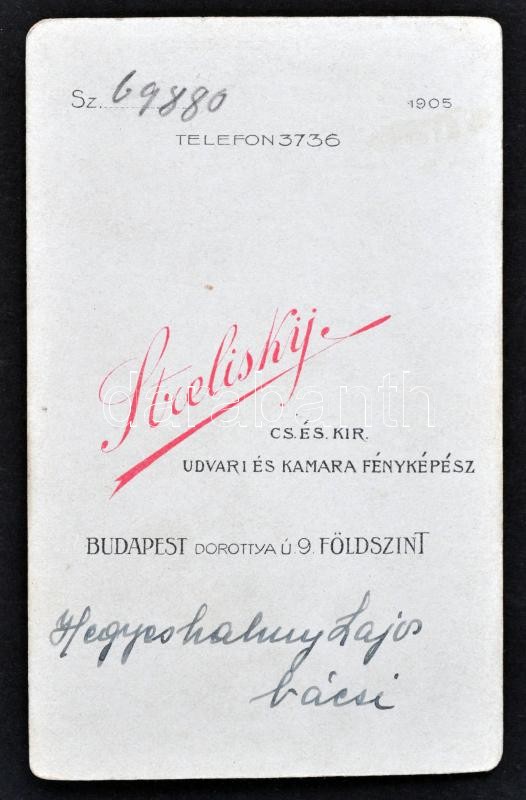 Sz. 69880 1905
TELEFON 3736
Strelisky
darabanth
CS. ÉS. KIR.
UDVARI ÉS KAMARA FÉNYKÉPÉSZ
BUDAPEST DOROTTYA Ú. 9. FÖLDSZINT
Hegyeshalmy Lajos
bácsi